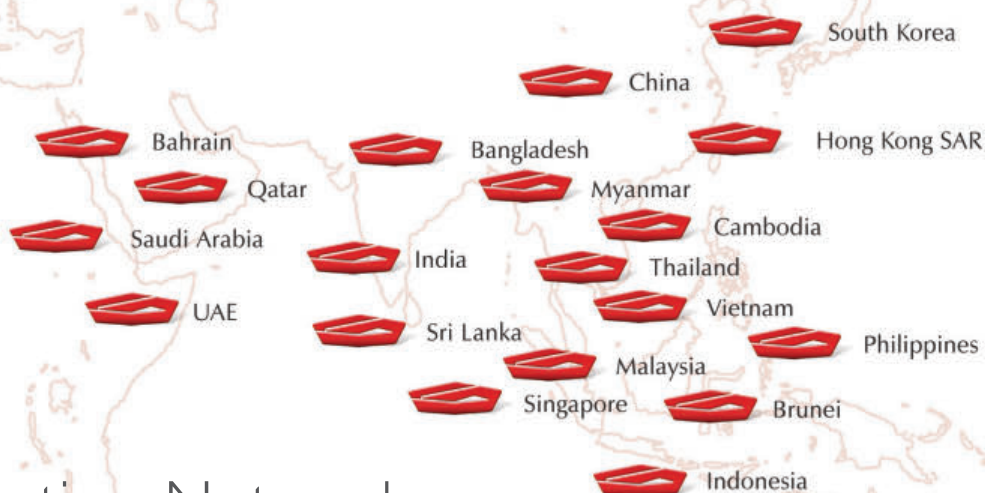 South Korea
China
Bahrain
Bangladesh
Hong Kong SAR
Qatar
Myanmar
Saudi Arabia
Cambodia
India
Thailand
UAE
Vietnam
Sri Lanka
Philippines
Malaysia
Singapore
Brunei
Indonesia